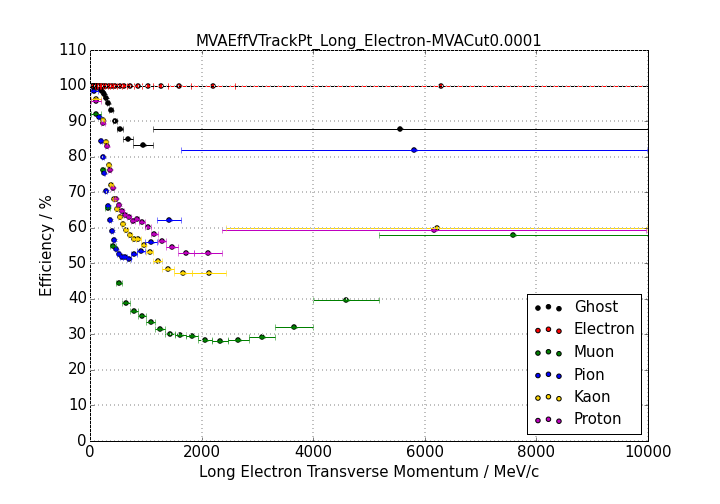 MVAEffVTrackPt_Long_Electron-MVACut0.0001
110
100
90
80
70
60
50
40
30
20
10
0
Efficiency / %
Ghost
Electron
Muon
Pion
Kaon
Proton
0 2000 4000 6000 8000 10000
Long Electron Transverse Momentum / MeV/c